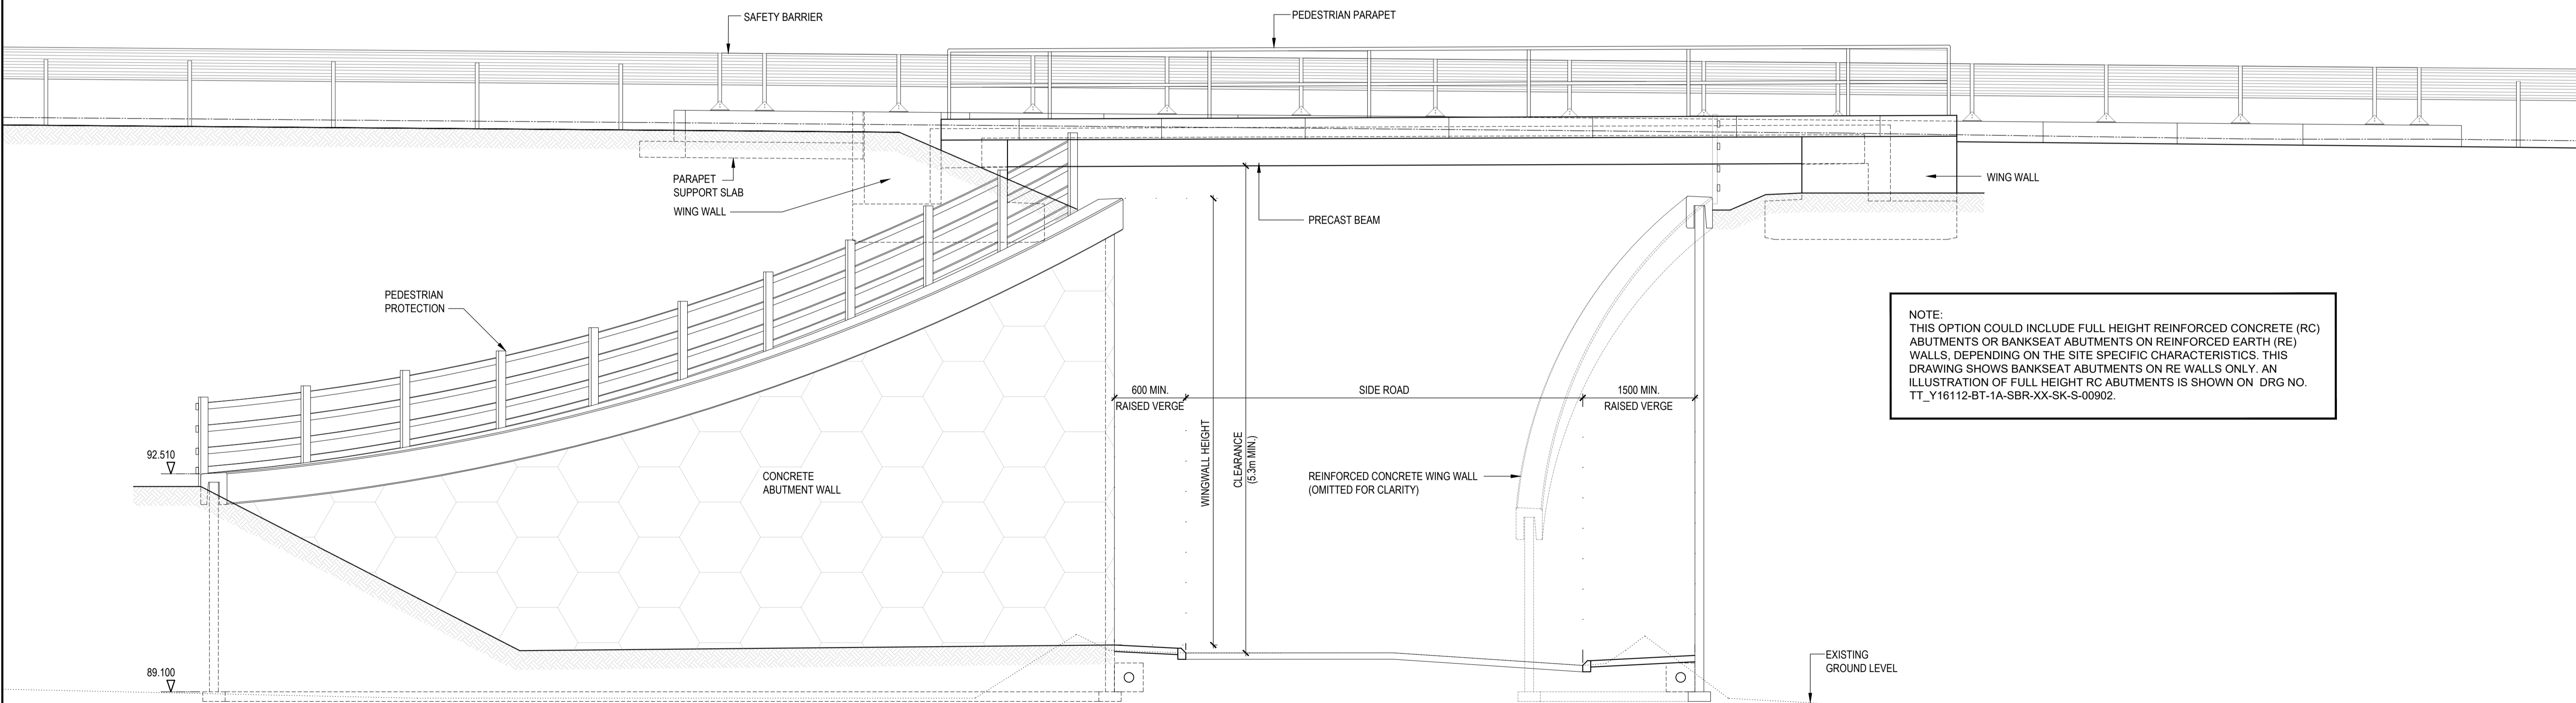 SAFETY BARRIER
PEDESTRIAN PARAPET
PARAPET
SUPPORT SLAB
WING WALL
WING WALL
PRECAST BEAM
PEDESTRIAN
PROTECTION
NOTE:
THIS OPTION COULD INCLUDE FULL HEIGHT REINFORCED CONCRETE (RC)
ABUTMENTS OR BANKSEAT ABUTMENTS ON REINFORCED EARTH (RE)
WALLS, DEPENDING ON THE SITE SPECIFIC CHARACTERISTICS. THIS
DRAWING SHOWS BANKSEAT ABUTMENTS ON RE WALLS ONLY. AN
ILLUSTRATION OF FULL HEIGHT RC ABUTMENTS IS SHOWN ON DRG NO.
TT_Y16112-BT-1A-SBR-XX-SK-S-00902.
600 MIN.
RAISED VERGE
SIDE ROAD
1500 MIN.
RAISED VERGE
WINGWALL HEIGHT
CLEARANCE
(5.3m MIN.)
92.510
CONCRETE
ABUTMENT WALL
REINFORCED CONCRETE WING WALL
(OMITTED FOR CLARITY)
89.100
EXISTING
GROUND LEVEL